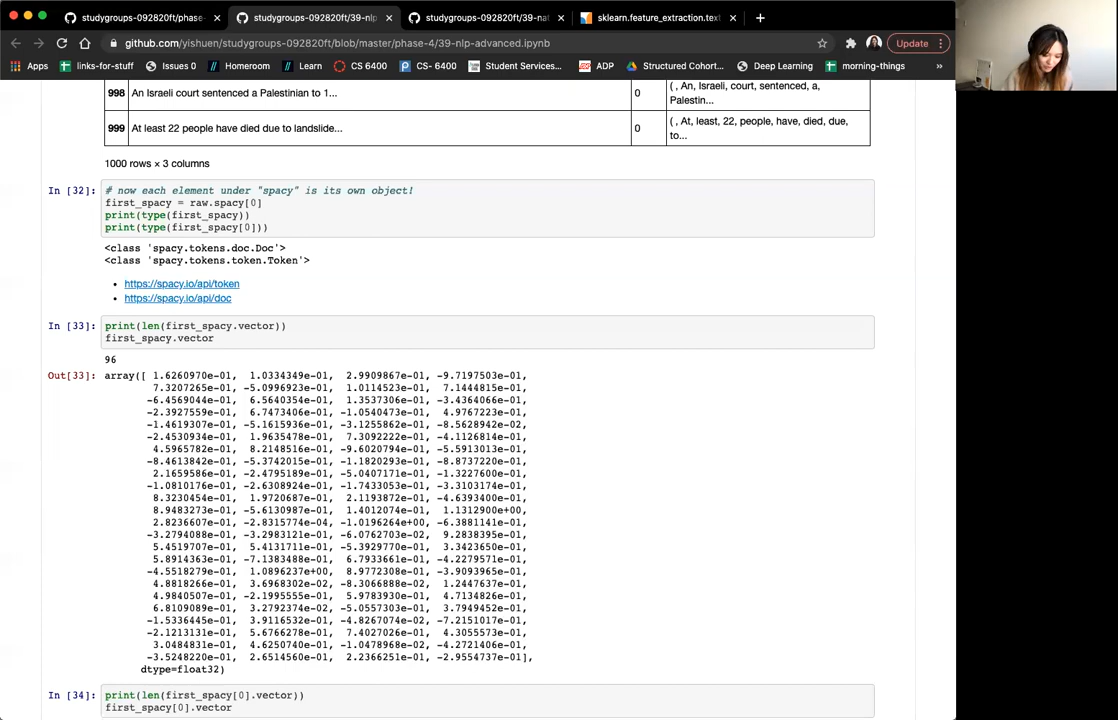 studygroups-092820ft/phase-
studygroups-092820ft/39-nlp
studygroups-092820ft/39-nat
sklearn.feature_extraction.text
github.com/yishuen/studygroups-092820ft/blob/master/phase-4/39-nlp-advanced.ipynb
Update
Apps
links-for-stuff
Issues 0
Homeroom
Learn
CS 6400
CS- 6400
Student Services...
ADP
Structured Cohort...
Deep Learning
morning-things
»
998 An Israeli court sentenced a Palestinian to 1... 0 ( , An, Israeli, court, sentenced, a,
Palestin...
999 At least 22 people have died due to landslide... 0 ( , At, least, 22, people, have, died, due,
to...
1000 rows × 3 columns
In [32]: # now each element under "spacy" is its own object!
first_spacy = raw.spacy[0]
print(type(first_spacy))
print(type(first_spacy[0]))
<class 'spacy.tokens.doc.Doc'>
<class 'spacy.tokens.token.Token'>
• https://spacy.io/api/token
• https://spacy.io/api/doc
In [33]: print(len(first_spacy.vector))
first_spacy.vector
96
Out[33]: array([ 1.6260970e-01, 1.0334349e-01, 2.9909867e-01, -9.7197503e-01,
7.3207265e-01, -5.0996923e-01, 1.0114523e-01, 7.1444815e-01,
-6.4569044e-01, 6.5640354e-01, 1.3537306e-01, -3.4364066e-01,
-2.3927559e-01, 6.7473406e-01, -1.0540473e-01, 4.9767223e-01,
-1.4619307e-01, -5.1615936e-01, -3.1255862e-01, -8.5628942e-02,
-2.4530934e-01, 1.9635478e-01, 7.3092222e-01, -4.1126814e-01,
4.5965782e-01, 8.2148516e-01, -9.6020794e-01, -5.5913013e-01,
-8.4613842e-01, -5.3742015e-01, -1.1820293e-01, -8.8737220e-01,
2.1659586e-01, -2.4795189e-01, -5.0407171e-01, -1.3227600e-01,
-1.0810176e-01, -2.6308924e-01, -1.7433053e-01, -3.3103174e-01,
8.3230454e-01, 1.9720687e-01, 2.1193872e-01, -4.6393400e-01,
8.9483273e-01, -5.6130987e-01, 1.4012074e-01, 1.1312900e+00,
2.8236607e-01, -2.8315774e-04, -1.0196264e+00, -6.3881141e-01,
-3.2794088e-01, -3.2983121e-01, -6.0762703e-02, 9.2838395e-01,
5.4519707e-01, 5.4131711e-01, -5.3929770e-01, 3.3423650e-01,
5.8914363e-01, -7.1383488e-01, 6.7933661e-01, -4.2279571e-01,
-4.5518279e-01, 1.0896237e+00, 8.9772308e-01, -3.9093965e-01,
4.8818266e-01, 3.6968302e-02, -8.3066888e-02, 1.2447637e-01,
4.9840507e-01, -2.1995555e-01, 5.9783930e-01, 4.7134826e-01,
6.8109089e-01, 3.2792374e-02, -5.0557303e-01, 3.7949452e-01,
-1.5336445e-01, 3.9116532e-01, -4.8267074e-02, -7.2151017e-01,
-2.1213131e-01, 5.6766278e-01, 7.4027026e-01, 4.3055573e-01,
3.0484831e-01, 4.6250740e-01, -1.0478968e-02, -4.2721406e-01,
-3.5248220e-01, 2.6514560e-01, 2.2366251e-01, -2.9554737e-01],
dtype=float32)
In [34]: print(len(first_spacy[0].vector))
first_spacy[0].vector